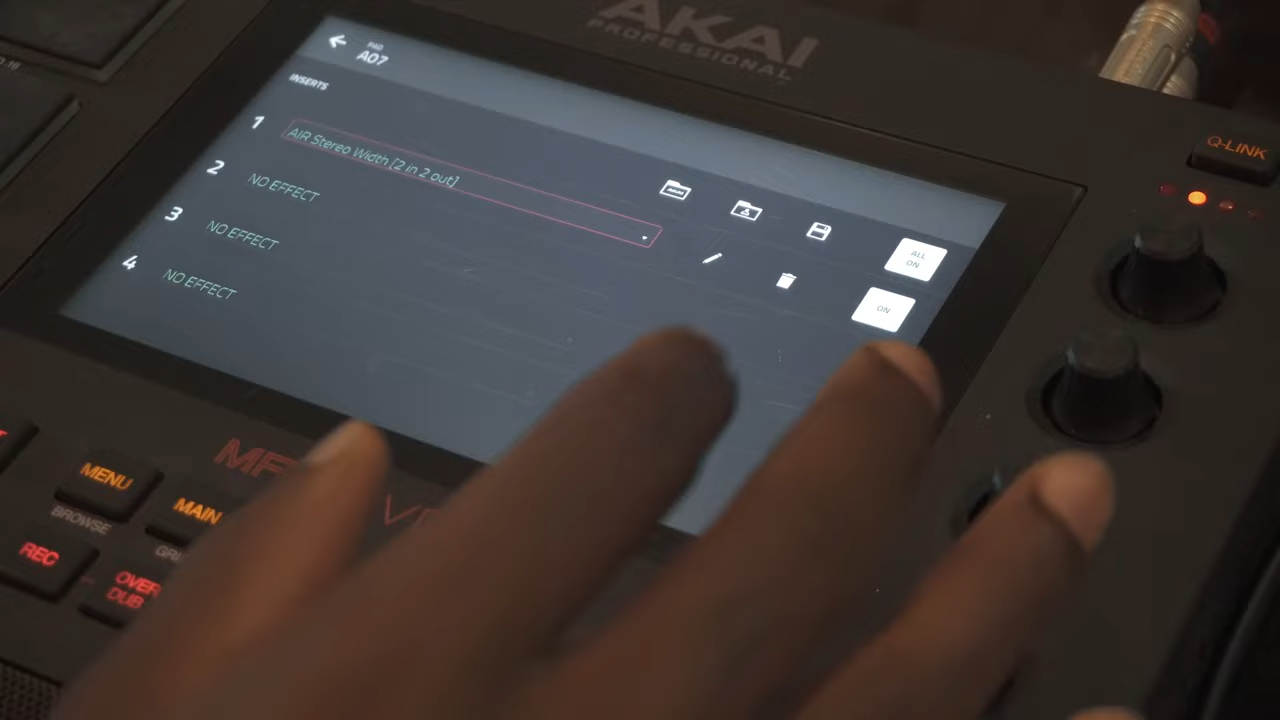 AKAI
PROFESSIONAL
PAD
A07
INSERTS
1 AIR Stereo Width [2 in 2 out]
2 NO EFFECT
3 NO EFFECT
4 NO EFFECT
ALL
ON
ON
Q-LINK
MENU
BROWSE
MAIN
REC
OVER
DUB